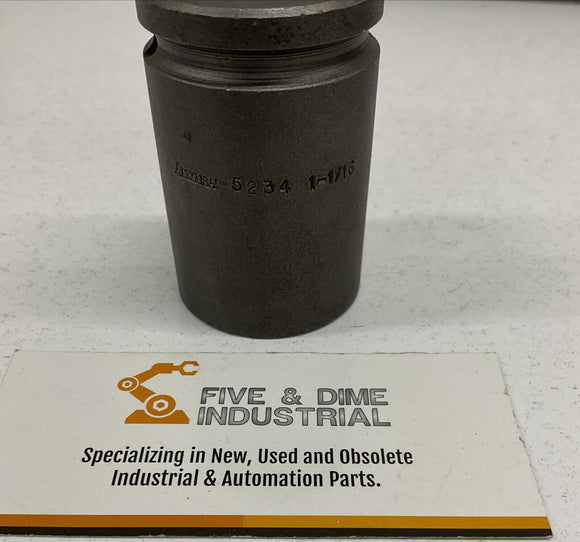 -5234 1-1/16
FIVE & DIME
INDUSTRIAL
Specializing in New, Used and Obsolete
Industrial & Automation Parts.